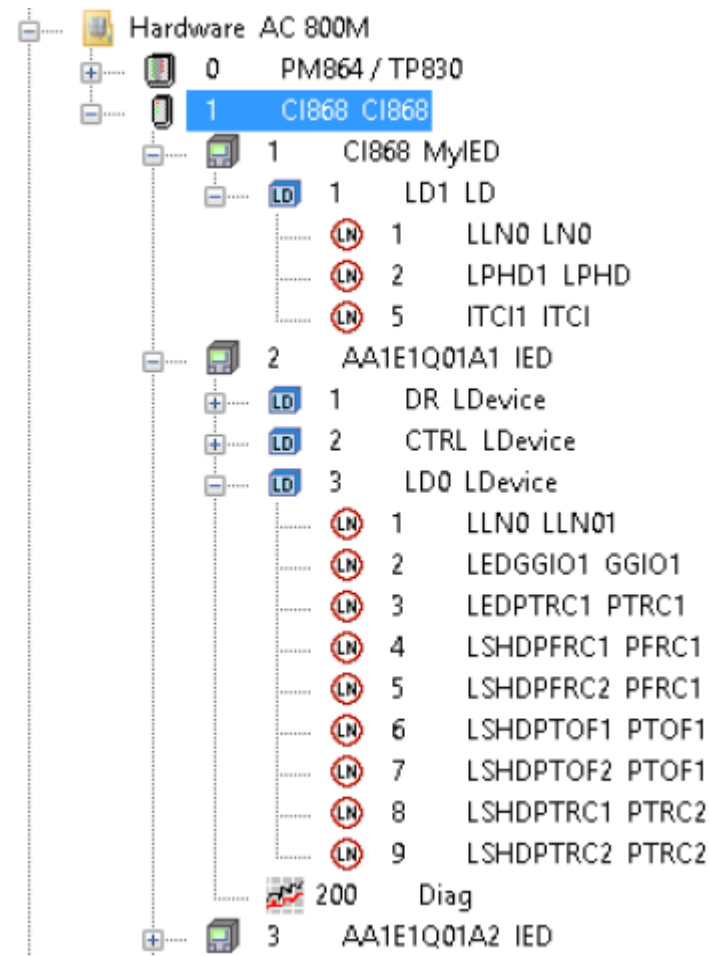 Hardware AC 800M
0 PM864 / TP830
1 CI868 CI868
1 CI868 MyIED
LD 1 LD1 LD
LN 1 LLN0 LN0
LN 2 LPHD1 LPHD
LN 5 ITCI1 ITCI
2 AA1E1Q01A1 IED
LD 1 DR LDevice
LD 2 CTRL LDevice
LD 3 LD0 LDevice
LN 1 LLN0 LLN01
LN 2 LEDGGIO1 GGIO1
LN 3 LEDPTRC1 PTRC1
LN 4 LSHDPFRC1 PFRC1
LN 5 LSHDPFRC2 PFRC1
LN 6 LSHDPTOF1 PTOF1
LN 7 LSHDPTOF2 PTOF1
LN 8 LSHDPTRC1 PTRC2
LN 9 LSHDPTRC2 PTRC2
200 Diag
3 AA1E1Q01A2 IED